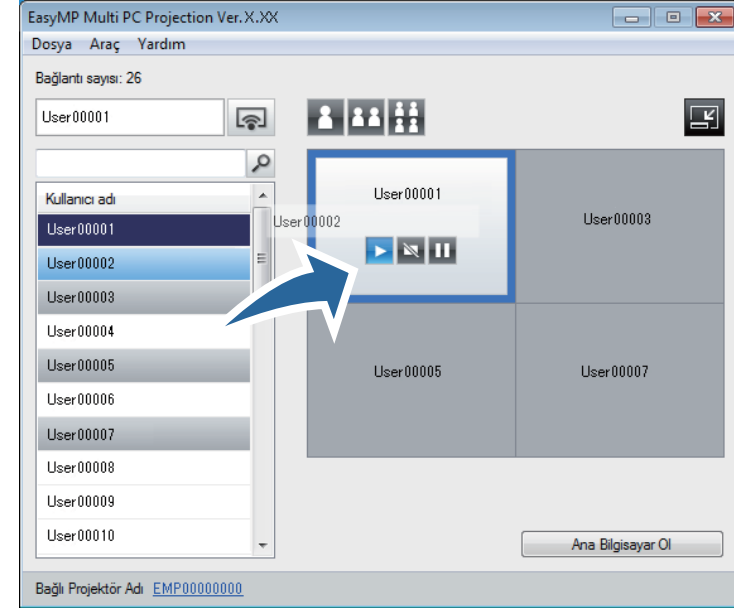 EasyMP Multi PC Projection Ver.X.XX
Dosya Araç Yardım
Bağlantı sayısı: 26
User00001
Kullanıcı adı
User00001
User00002
User00003
User00004
User00005
User00006
User00007
User00008
User00009
User00010
User00002
User00001
User00003
User00005
User00007
Ana Bilgisayar Ol
Bağlı Projektör Adı EMP00000000